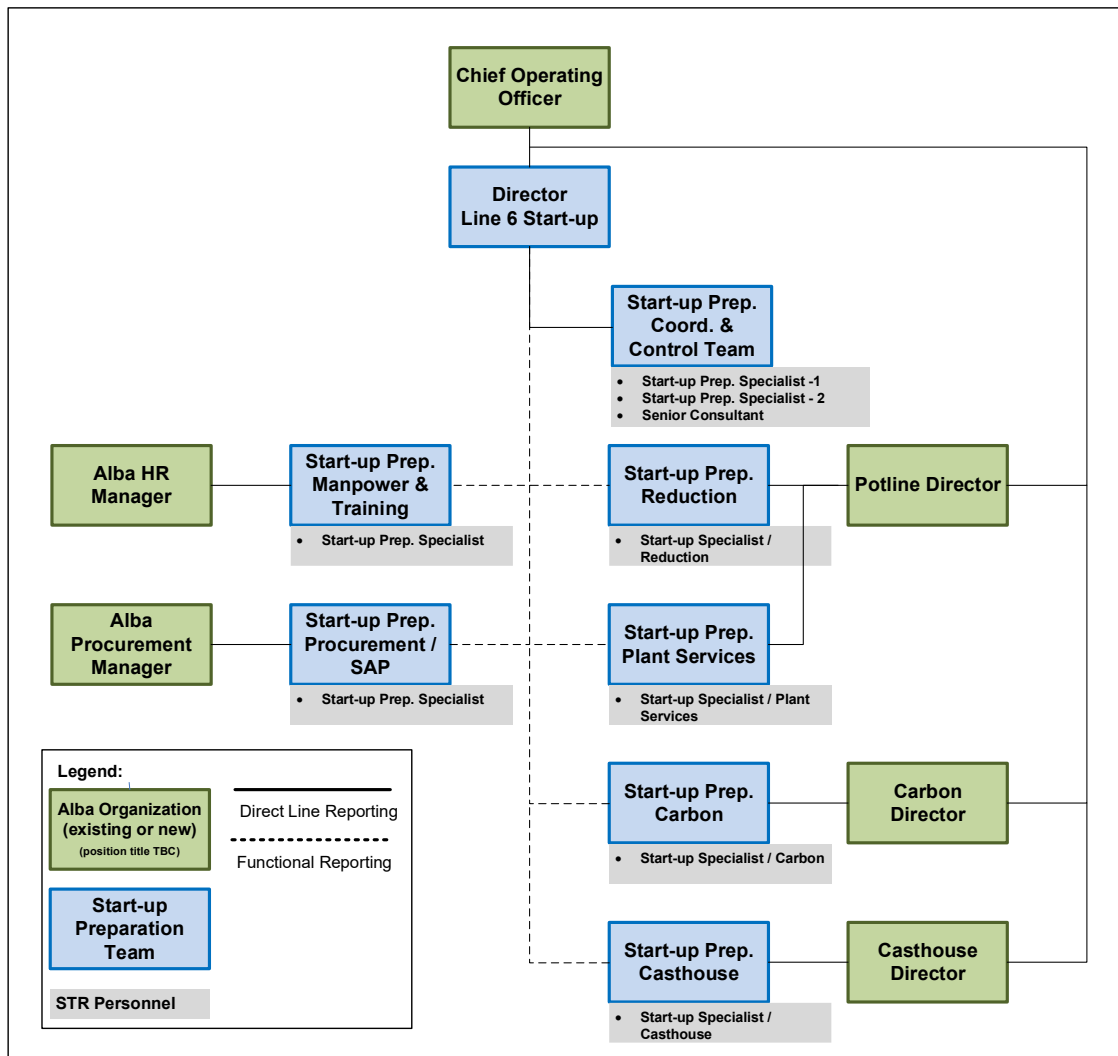 Chief Operating
Officer
Director
Line 6 Start-up
Start-up Prep.
Coord. &
Control Team
• Start-up Prep. Specialist -1
• Start-up Prep. Specialist - 2
• Senior Consultant
Alba HR
Manager
Start-up Prep.
Manpower &
Training
• Start-up Prep. Specialist
Start-up Prep.
Reduction
• Start-up Specialist /
Reduction
Potline Director
Alba
Procurement
Manager
Start-up Prep.
Procurement /
SAP
• Start-up Prep. Specialist
Start-up Prep.
Plant Services
• Start-up Specialist / Plant
Services
Start-up Prep.
Carbon
• Start-up Specialist / Carbon
Carbon
Director
Start-up Prep.
Casthouse
• Start-up Specialist /
Casthouse
Casthouse
Director
Legend:
Alba Organization
(existing or new)
(position title TBC)
Direct Line Reporting
Functional Reporting
Start-up
Preparation
Team
STR Personnel